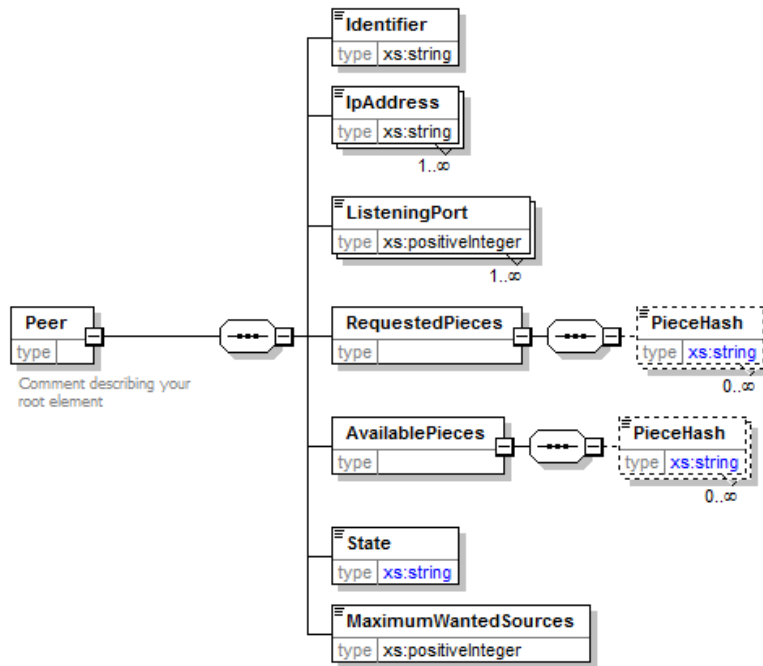 Identifier
type xs:string
IpAddress
type xs:string
1..∞
ListeningPort
type xs:positiveInteger
1..∞
Peer
type
Comment describing your
root element
RequestedPieces
type
PieceHash
type xs:string
0..∞
AvailablePieces
type
PieceHash
type xs:string
0..∞
State
type xs:string
MaximumWantedSources
type xs:positiveInteger